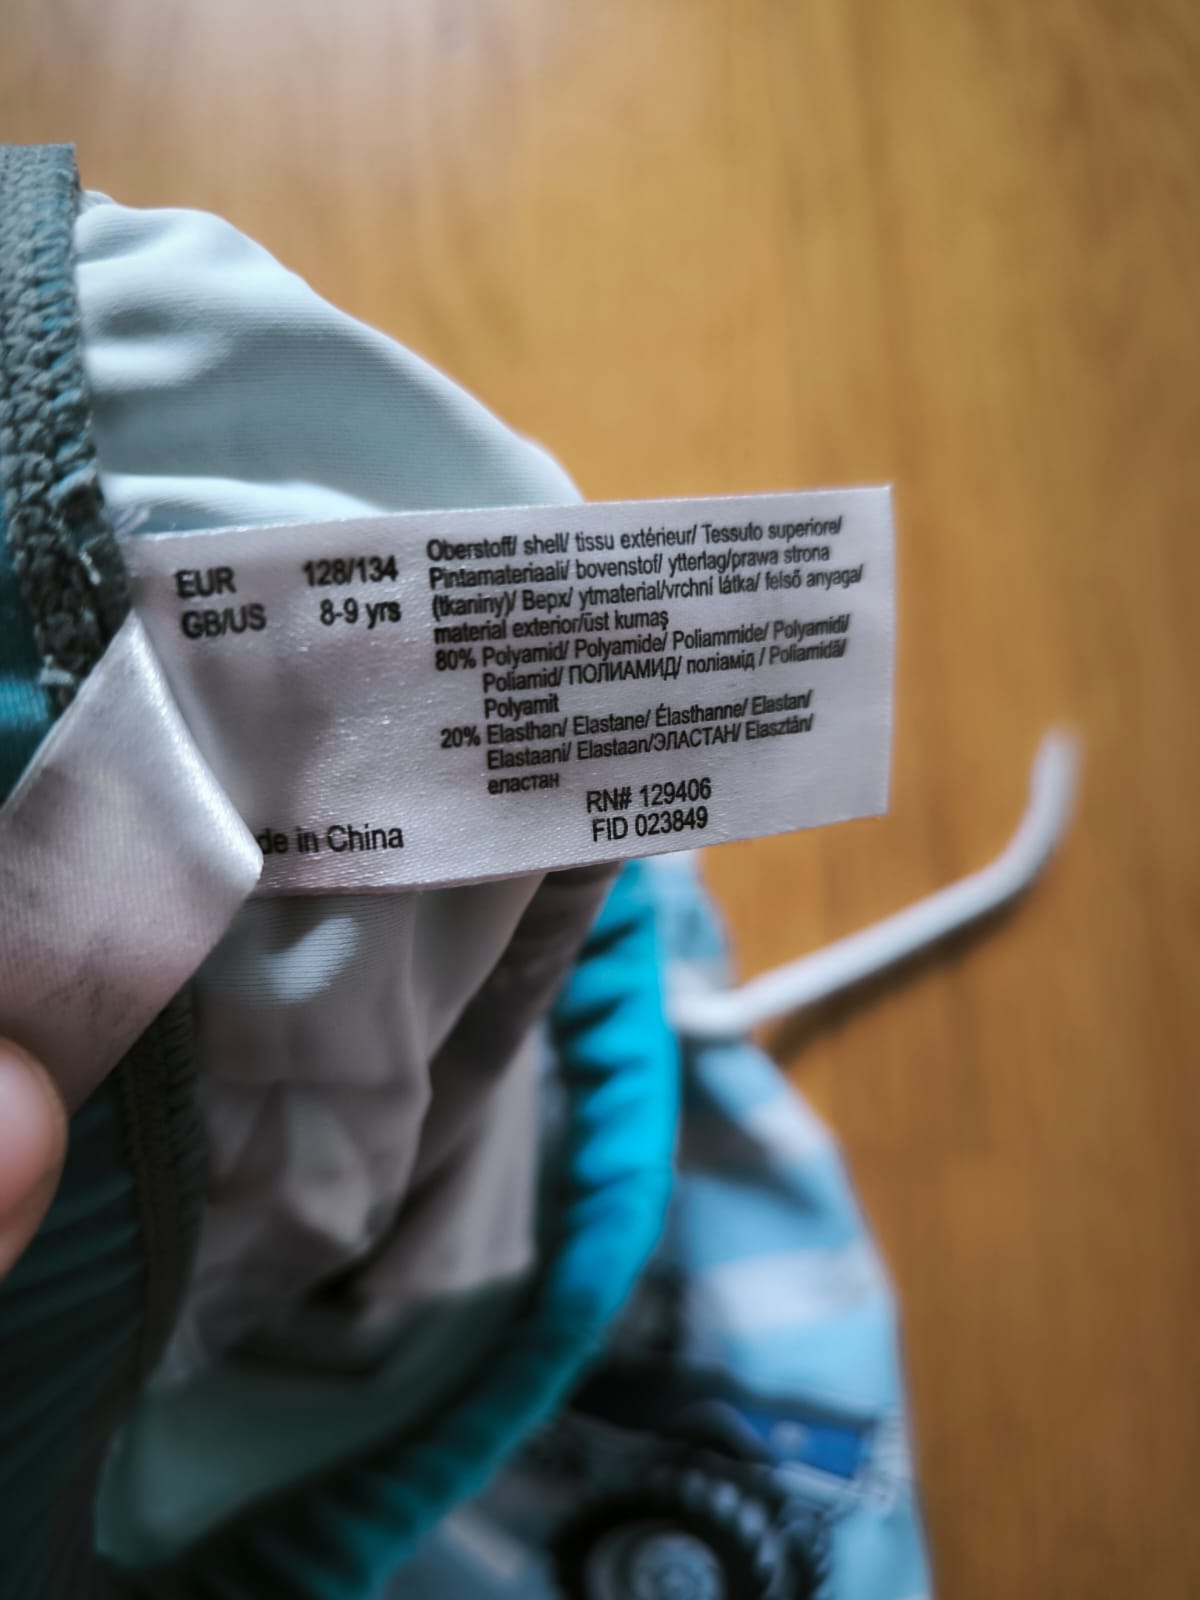 EUR 128/134
GB/US 8-9 yrs
de in China
Oberstoff/ shell/ tissu extérieur/ Tessuto superiore/
Pintamateriaali/ bovenstof/ ytterlag/prawa strona
(tkaniny)/ Верх/ ytmaterial/vrchní látka/ felső anyaga/
material exterior/üst kumaş
80% Polyamid/ Polyamide/ Poliammide/ Polyamidi/
Poliamid/ ПОЛИАМИД/ поліамід / Poliamidă/
Polyamit
20% Elasthan/ Elastane/ Élasthanne/ Elastan/
Elastaani/ Elastaan/ЭЛАСТАН/ Elasztán/
еластан
RN# 129406
FID 023849